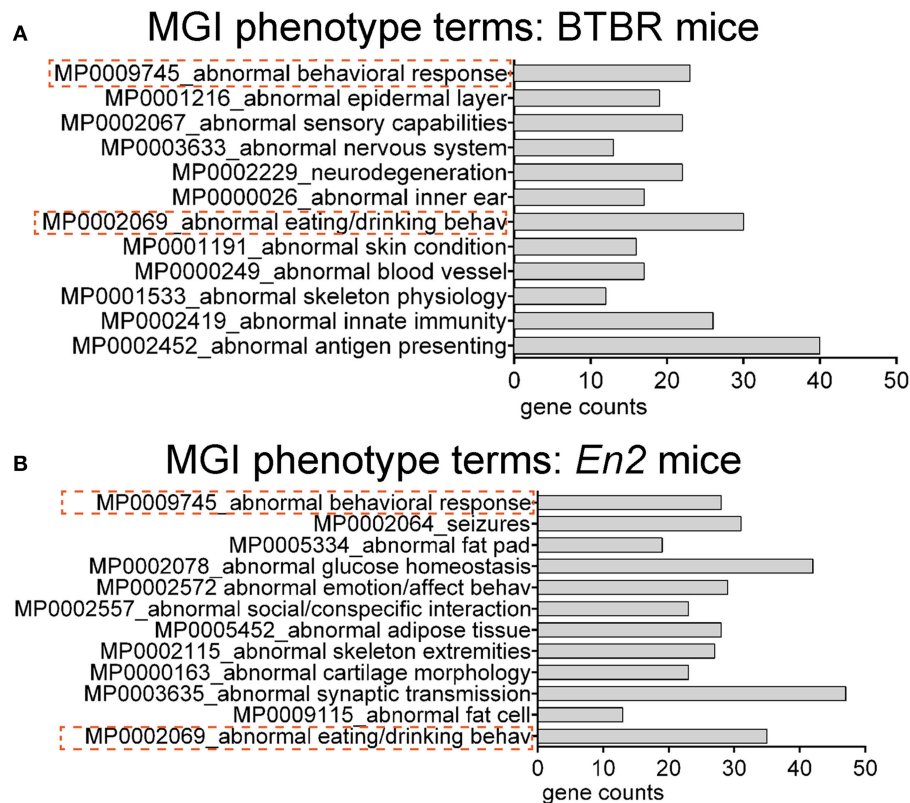 A
MGI phenotype terms: BTBR mice
MP0009745_abnormal behavioral response
MP0001216_abnormal epidermal layer
MP0002067_abnormal sensory capabilities
MP0003633_abnormal nervous system
MP0002229_neurodegeneration
MP0000026_abnormal inner ear
MP0002069_abnormal eating/drinking behav
MP0001191_abnormal skin condition
MP0000249_abnormal blood vessel
MP0001533_abnormal skeleton physiology
MP0002419_abnormal innate immunity
MP0002452_abnormal antigen presenting
0 10 20 30 40 50
gene counts
B
MGI phenotype terms: En2 mice
MP0009745_abnormal behavioral response
MP0002064_seizures
MP0005334_abnormal fat pad
MP0002078_abnormal glucose homeostasis
MP0002572 abnormal emotion/affect behav
MP0002557_abnormal social/conspecific interaction
MP0005452_abnormal adipose tissue
MP0002115_abnormal skeleton extremities
MP0000163_abnormal cartilage morphology
MP0003635_abnormal synaptic transmission
MP0009115_abnormal fat cell
MP0002069_abnormal eating/drinking behav
0 10 20 30 40 50
gene counts